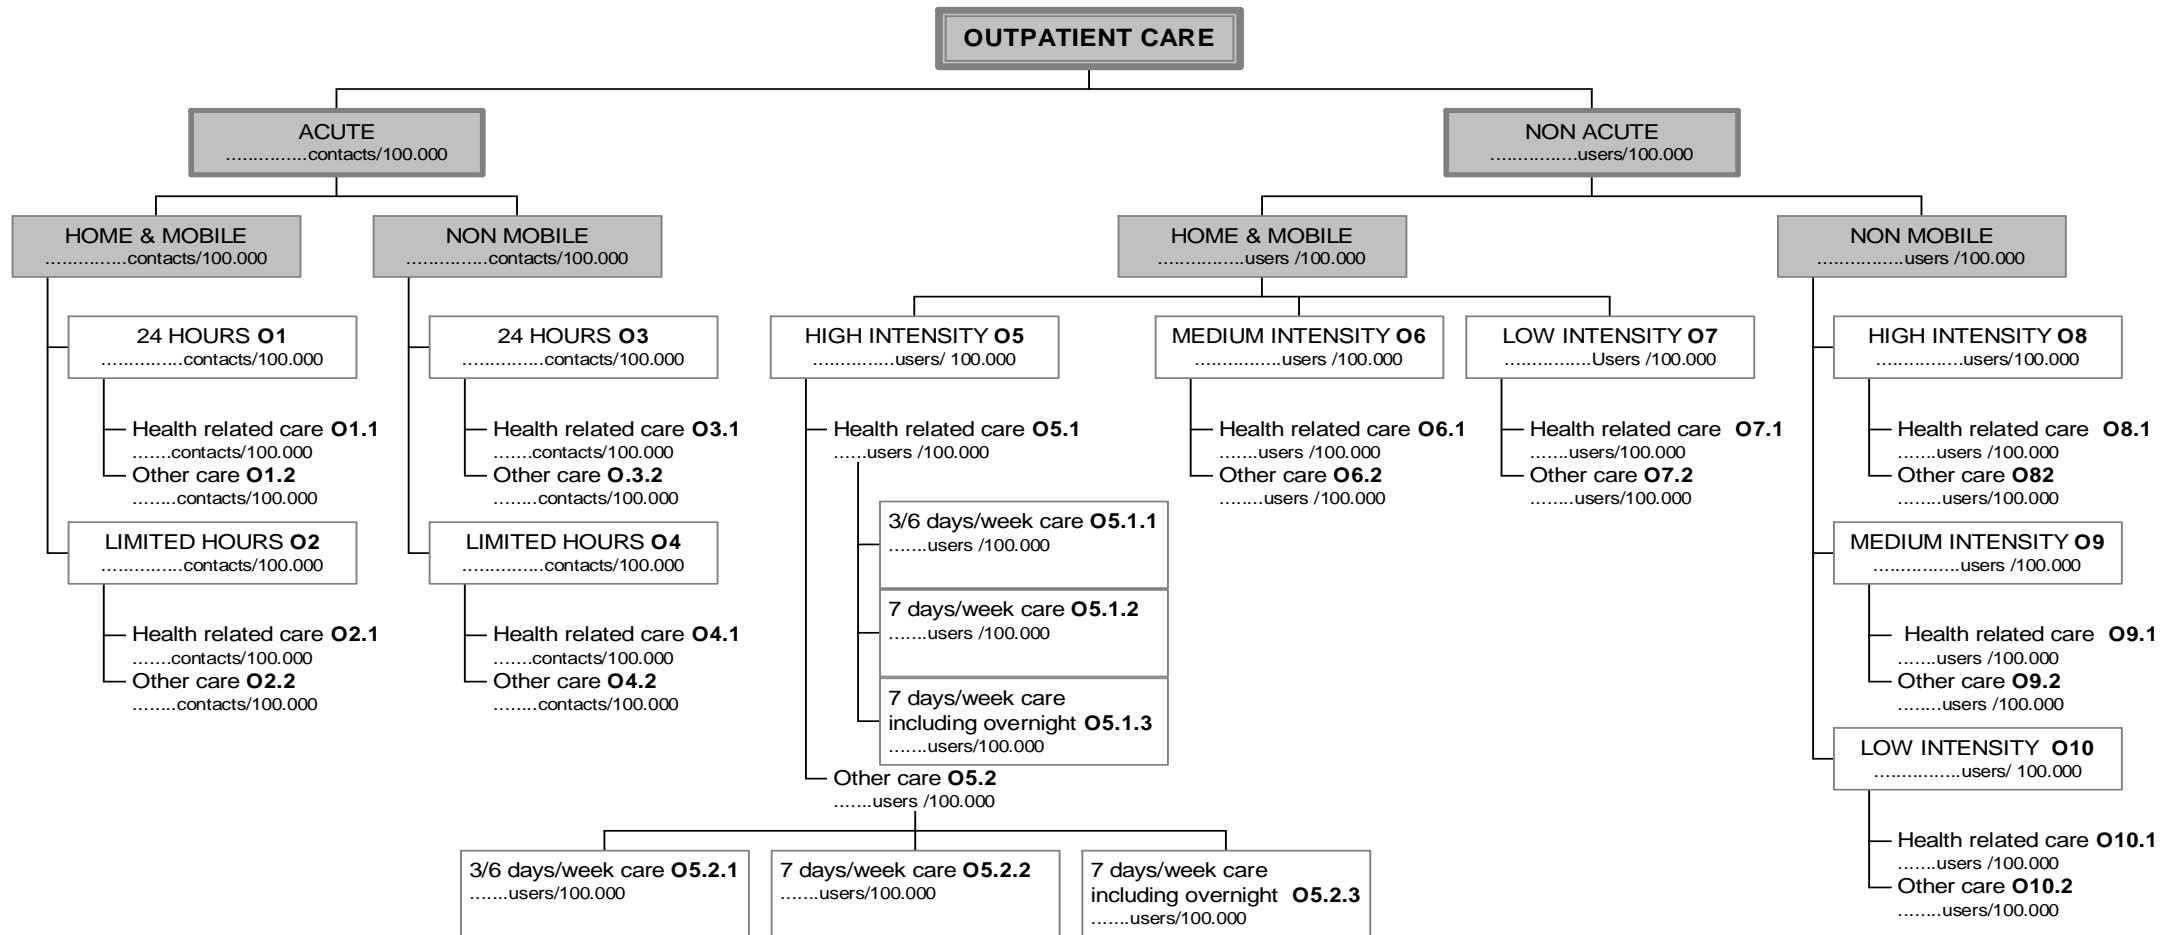 OUTPATIENT CARE
ACUTE
...............contacts/100.000
NON ACUTE
................users/100.000
HOME & MOBILE
...............contacts/100.000
NON MOBILE
...............contacts/100.000
HOME & MOBILE
................users /100.000
NON MOBILE
................users /100.000
24 HOURS O1
...............contacts/100.000
Health related care O1.1
.......contacts/100.000
Other care O1.2
........contacts/100.000
LIMITED HOURS O2
...............contacts/100.000
Health related care O2.1
.......contacts/100.000
Other care O2.2
........contacts/100.000
24 HOURS O3
...............contacts/100.000
Health related care O3.1
.......contacts/100.000
Other care O.3.2
........contacts/100.000
LIMITED HOURS O4
...............contacts/100.000
Health related care O4.1
.......contacts/100.000
Other care O4.2
........contacts/100.000
HIGH INTENSITY O5
...............users/ 100.000
Health related care O5.1
......users /100.000
3/6 days/week care O5.1.1
.......users /100.000
7 days/week care O5.1.2
.......users /100.000
7 days/week care
including overnight O5.1.3
.......users/100.000
Other care O5.2
.......users /100.000
3/6 days/week care O5.2.1
.......users/100.000
7 days/week care O5.2.2
.......users/100.000
7 days/week care
including overnight O5.2.3
.......users/100.000
MEDIUM INTENSITY O6
................users /100.000
Health related care O6.1
.......users /100.000
Other care O6.2
........users /100.000
LOW INTENSITY O7
................Users /100.000
Health related care O7.1
.......users /100.000
Other care O7.2
........users/100.000
HIGH INTENSITY O8
................users/100.000
Health related care O8.1
.......users /100.000
Other care O82
........users/100.000
MEDIUM INTENSITY O9
................users /100.000
Health related care O9.1
.......users /100.000
Other care O9.2
........users /100.000
LOW INTENSITY O10
................users/ 100.000
Health related care O10.1
.......users /100.000
Other care O10.2
........users/100.000